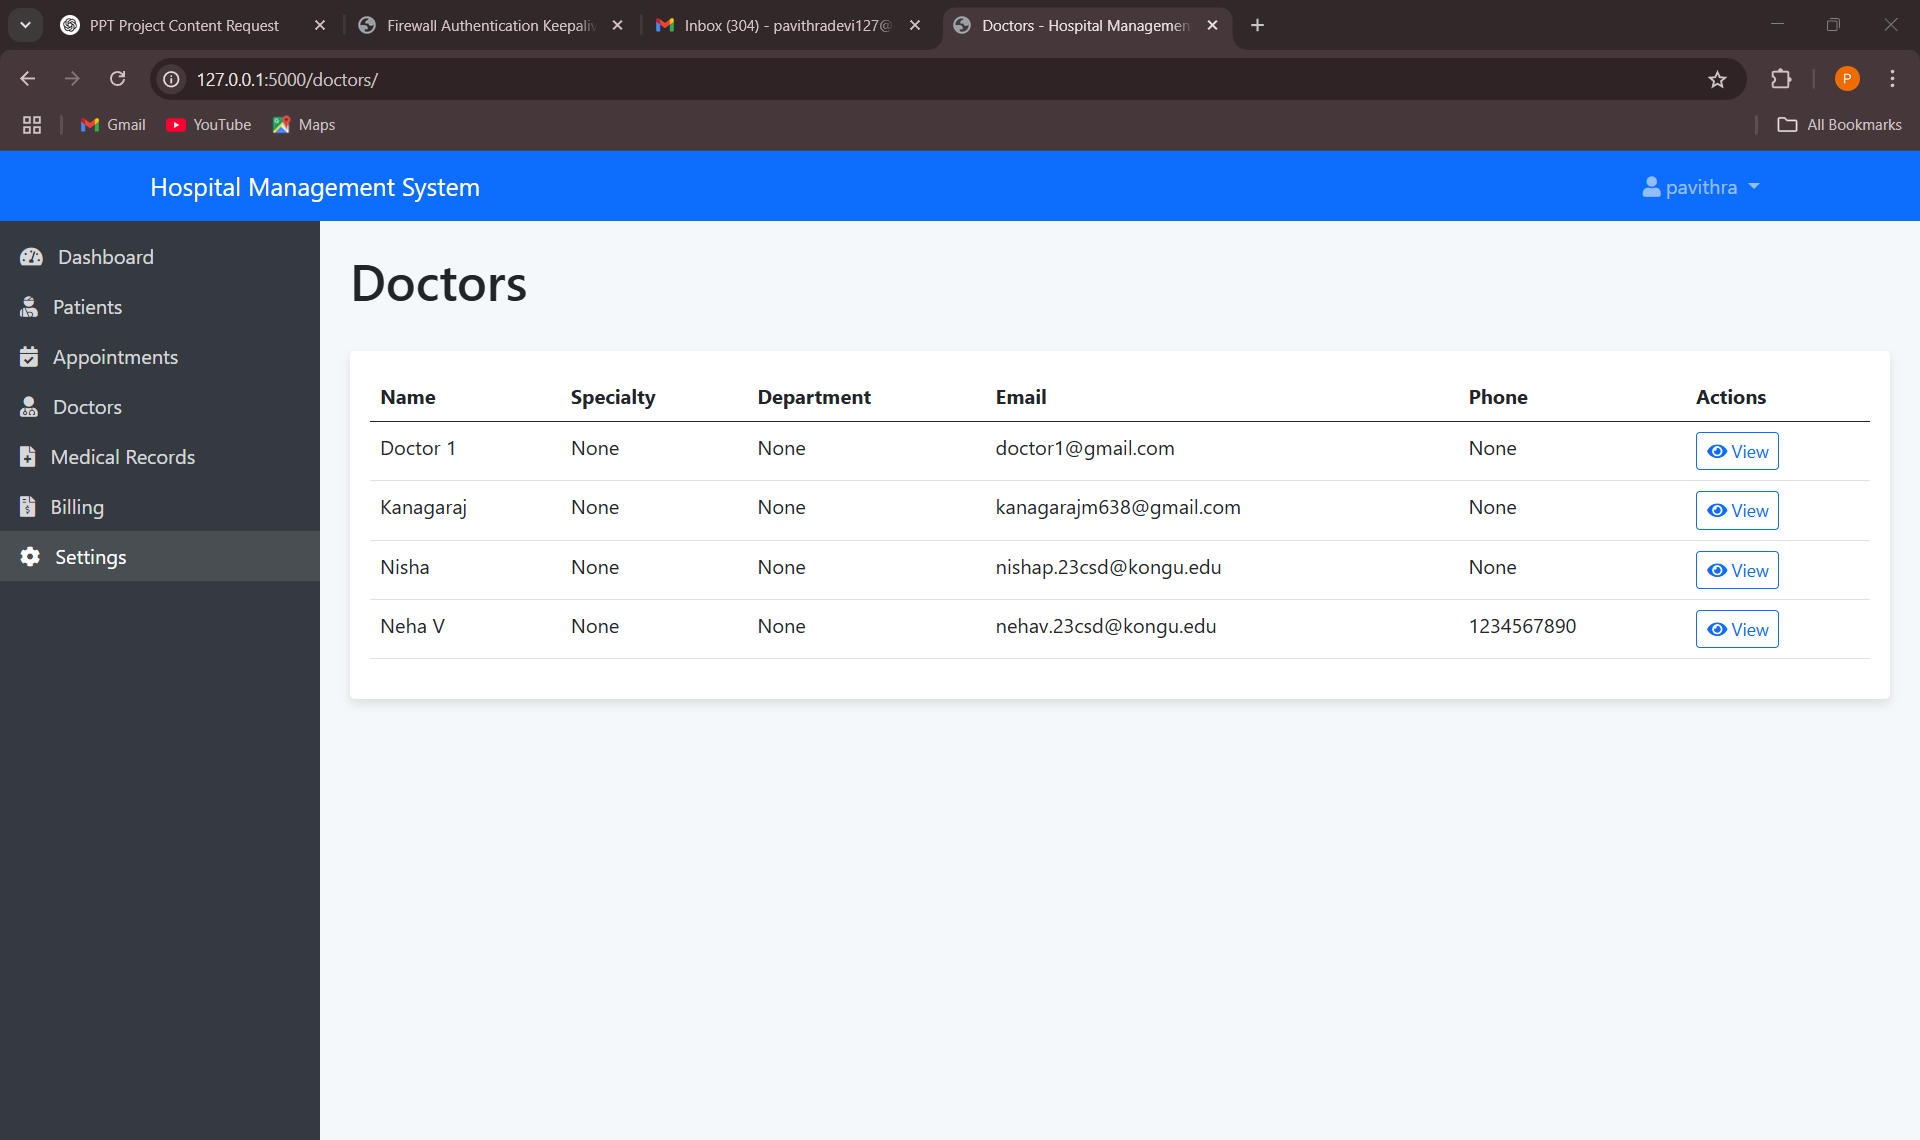 PPT Project Content Request
Firewall Authentication Keepaliv
Inbox (304) - pavithradevi127@
Doctors - Hospital Managemen
127.0.0.1:5000/doctors/
P
Gmail
YouTube
Maps
All Bookmarks
Hospital Management System
pavithra
Dashboard
Patients
Appointments
Doctors
Medical Records
Billing
Settings
Doctors
Name Specialty Department Email Phone Actions
Doctor 1 None None doctor1@gmail.com None View
Kanagaraj None None kanagarajm638@gmail.com None View
Nisha None None nishap.23csd@kongu.edu None View
Neha V None None nehav.23csd@kongu.edu 1234567890 View